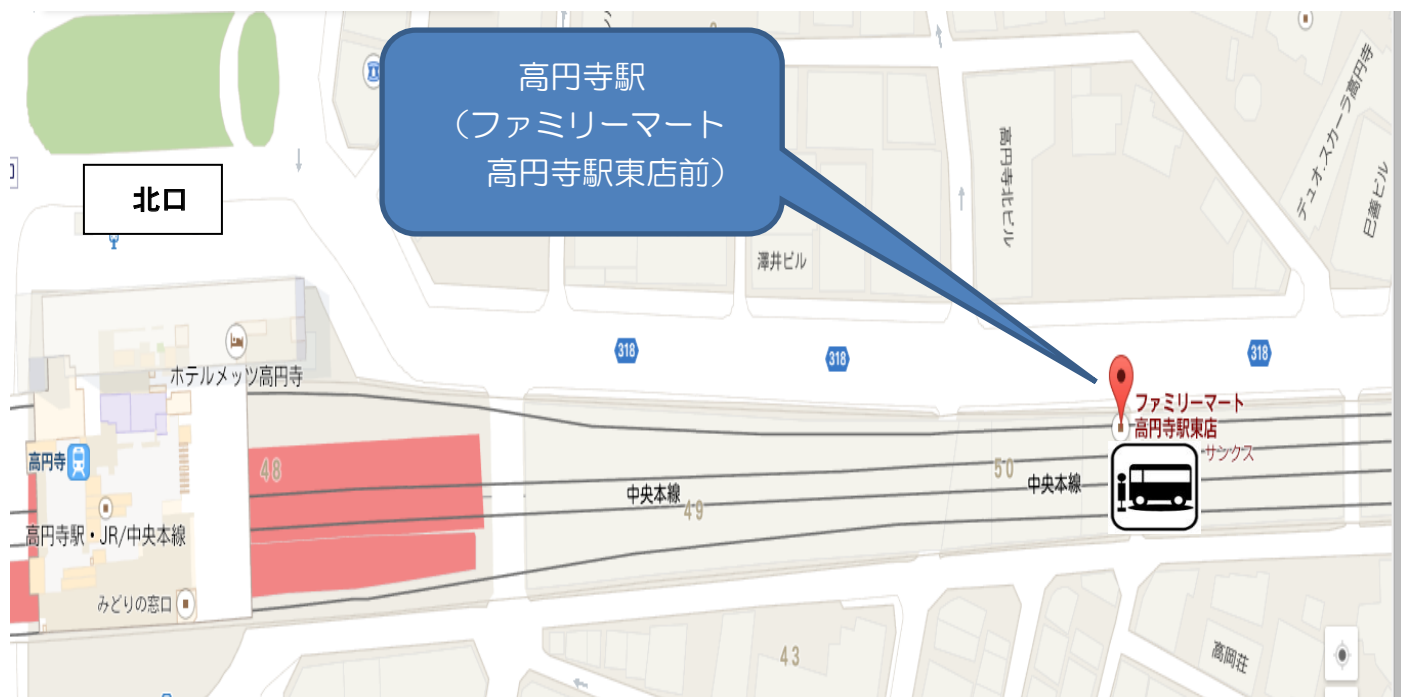 高円寺駅
（ファミリーマート
高円寺駅東店前）
北口
高円寺北ビル
デュオ.スカーラ高円寺
巳善ビル
澤井ビル
318
318
318
ホテルメッツ高円寺
ファミリーマート
高円寺駅東店
サンクス
高円寺
48
50
中央本線
中央本線
49
高円寺駅・JR/中央本線
みどりの窓口
43
高岡荘